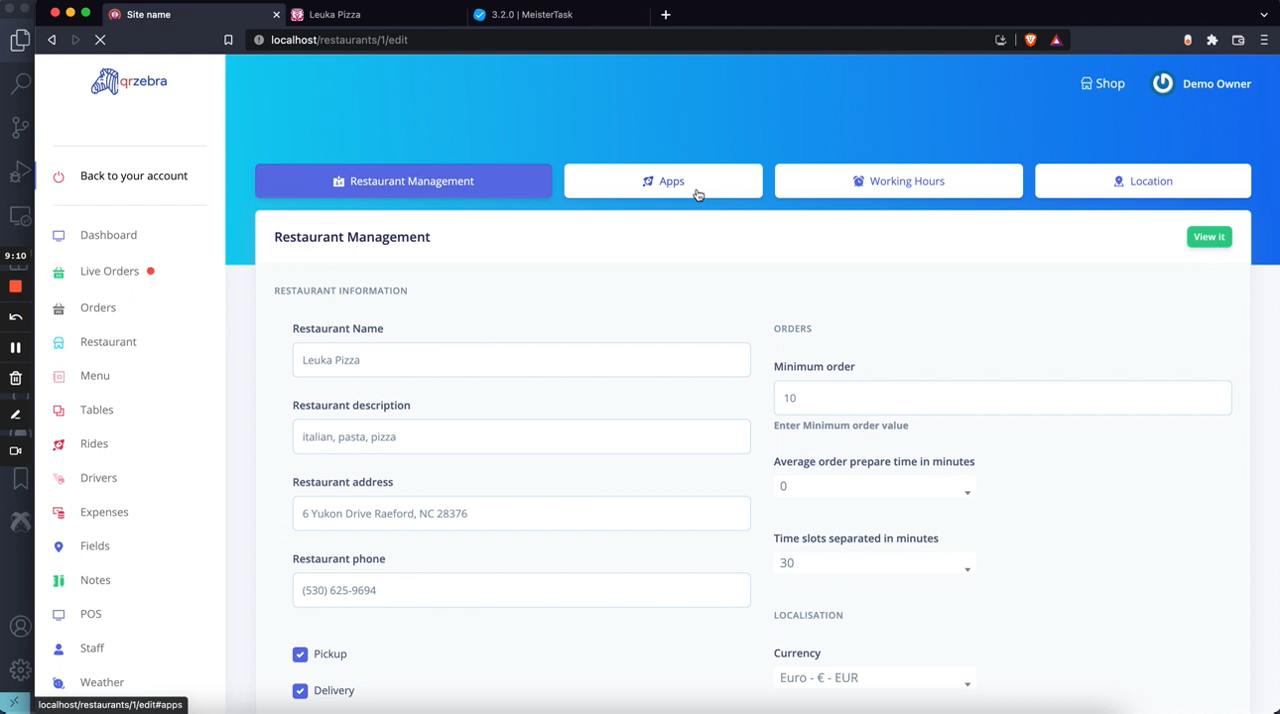 Site name
Leuka Pizza
3.2.0 | MeisterTask
localhost/restaurants/1/edit
qrzebra
Shop
Demo Owner
Back to your account
Restaurant Management
Apps
Working Hours
Location
Dashboard
Live Orders
Orders
Restaurant
Menu
Tables
Rides
Drivers
Expenses
Fields
Notes
POS
Staff
Weather
9:10
Restaurant Management
View it
RESTAURANT INFORMATION
Restaurant Name
Leuka Pizza
Restaurant description
italian, pasta, pizza
Restaurant address
6 Yukon Drive Raeford, NC 28376
Restaurant phone
(530) 625-9694
Pickup
Delivery
ORDERS
Minimum order
10
Enter Minimum order value
Average order prepare time in minutes
0
Time slots separated in minutes
30
LOCALISATION
Currency
Euro - € - EUR
localhost/restaurants/1/edit#apps